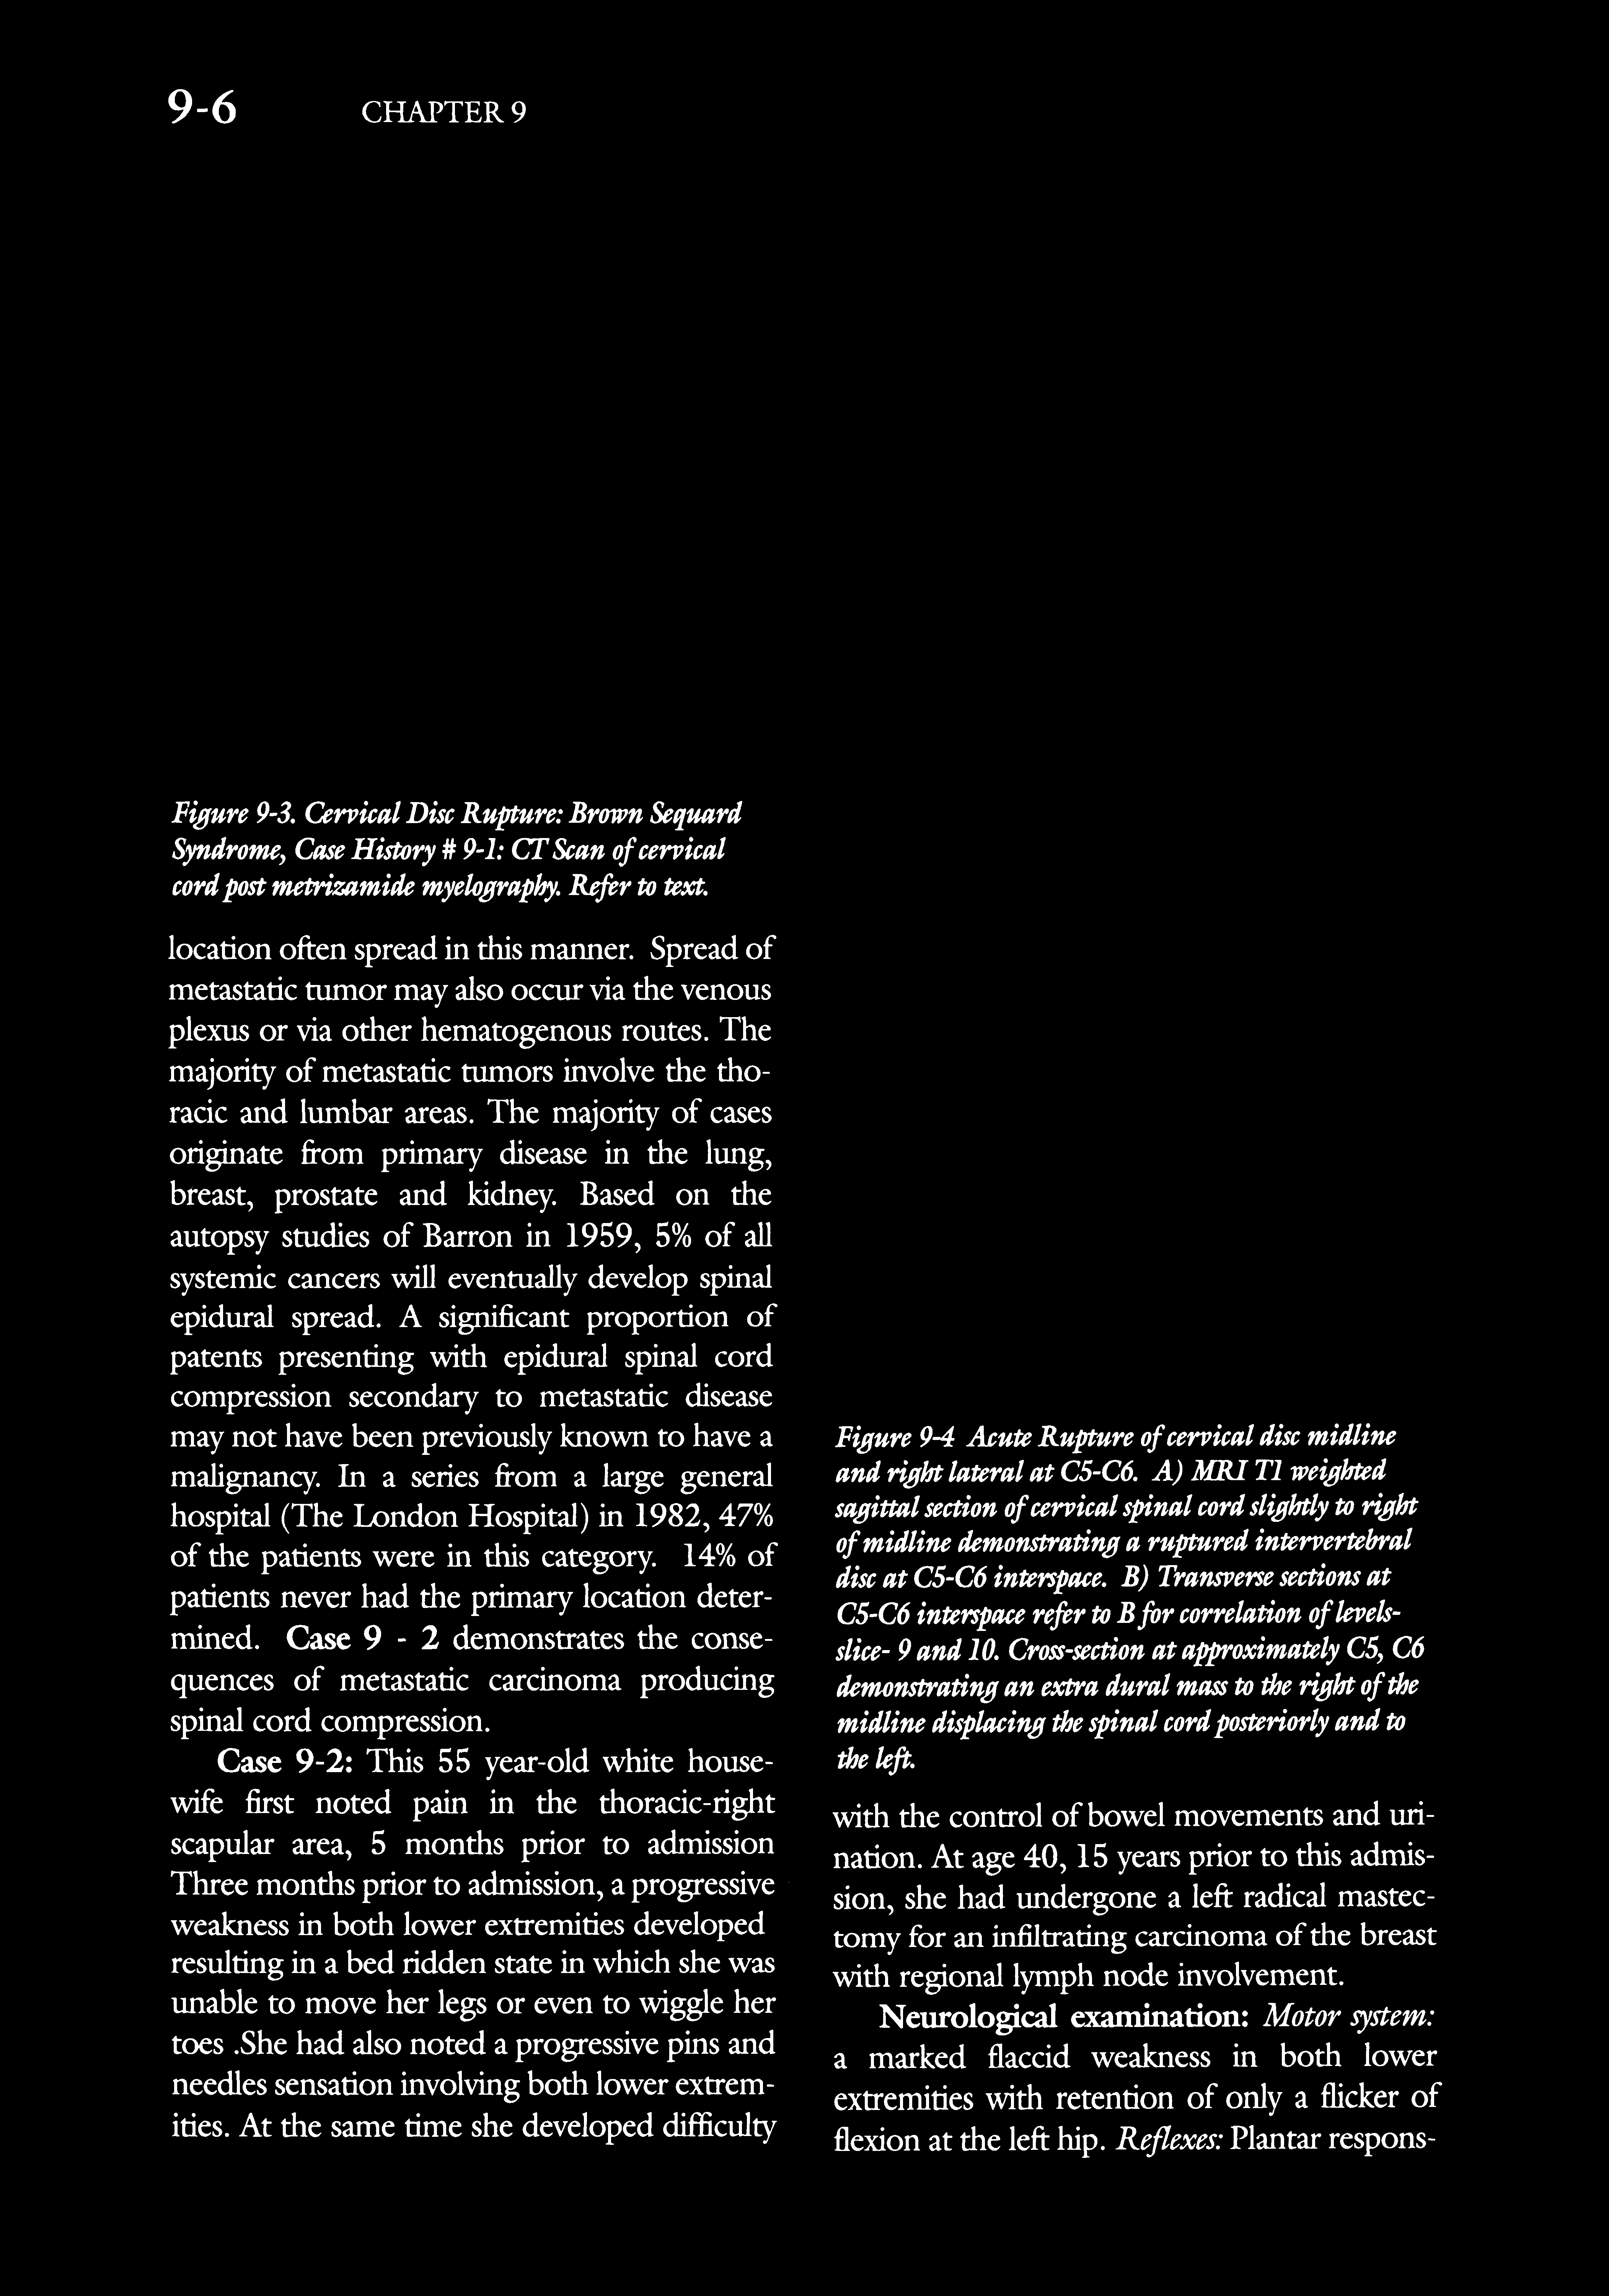 9-6 CHAPTER 9
Figure 9-3. Cervical Disc Rupture: Brown Sequard
Syndrome, Case History # 9-1: CT Scan of cervical
cord post metrizamide myelography. Refer to text.
location often spread in this manner. Spread of
metastatic tumor may also occur via the venous
plexus or via other hematogenous routes. The
majority of metastatic tumors involve the tho-
racic and lumbar areas. The majority of cases
originate from primary disease in the lung,
breast, prostate and kidney. Based on the
autopsy studies of Barron in 1959, 5% of all
systemic cancers will eventually develop spinal
epidural spread. A significant proportion of
patents presenting with epidural spinal cord
compression secondary to metastatic disease
may not have been previously known to have a
malignancy. In a series from a large general
hospital (The London Hospital) in 1982, 47%
of the patients were in this category. 14% of
patients never had the primary location deter-
mined. Case 9 - 2 demonstrates the conse-
quences of metastatic carcinoma producing
spinal cord compression.
Case 9-2: This 55 year-old white house-
wife first noted pain in the thoracic-right
scapular area, 5 months prior to admission
Three months prior to admission, a progressive
weakness in both lower extremities developed
resulting in a bed ridden state in which she was
unable to move her legs or even to wiggle her
toes .She had also noted a progressive pins and
needles sensation involving both lower extrem-
ities. At the same time she developed difficulty
Figure 9-4 Acute Rupture of cervical disc midline
and right lateral at C5-C6. A) MRI T1 weighted
sagittal section of cervical spinal cord slightly to right
of midline demonstrating a ruptured intervertebral
disc at C5-C6 interspace. B) Transverse sections at
C5-C6 interspace refer to B for correlation of levels-
slice- 9 and 10. Cross-section at approximately C5, C6
demonstrating an extra dural mass to the right of the
midline displacing the spinal cord posteriorly and to
the left.
with the control of bowel movements and uri-
nation. At age 40, 15 years prior to this admis-
sion, she had undergone a left radical mastec-
tomy for an infiltrating carcinoma of the breast
with regional lymph node involvement.
Neurological examination: Motor system:
a marked flaccid weakness in both lower
extremities with retention of only a flicker of
flexion at the left hip. Reflexes: Plantar respons-